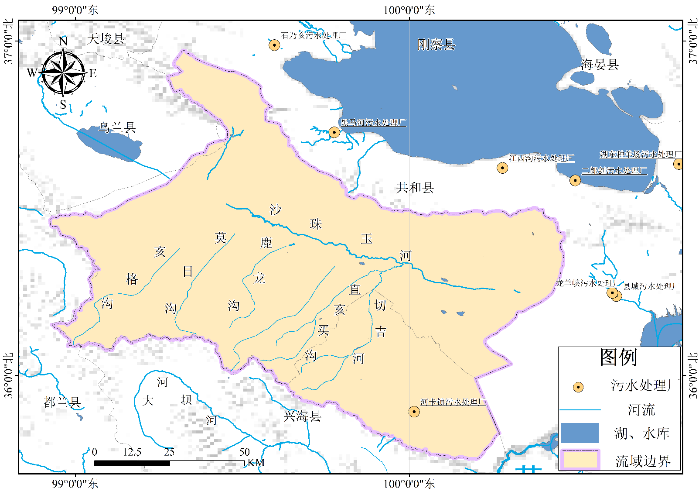 99°0'0"东
100°0'0"东
37°0'0"北
37°0'0"北
天峻县
刚察县
海晏县
N
W
E
S
乌兰县
共和县
沙珠玉河
莫日沟
亥格沟
鹿龙沟
直亥买沟
切吉河
36°0'0"北
36°0'0"北
都兰县
兴海县
大河坝河
0
12.5
25
50
KM
图例
污水处理厂
河流
湖、水库
流域边界
99°0'0"东
100°0'0"东